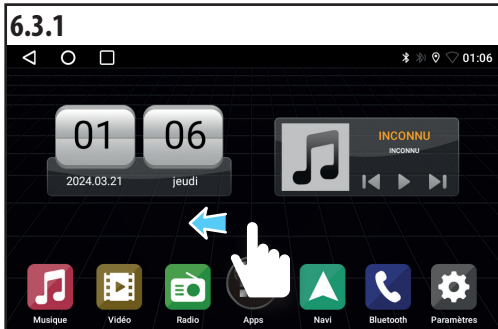 6.3.1
01:06
01 06
INCONNU
INCONNU
2024.03.21 jeudi
Musique Vidéo Radio Apps Navi Bluetooth Paramètres